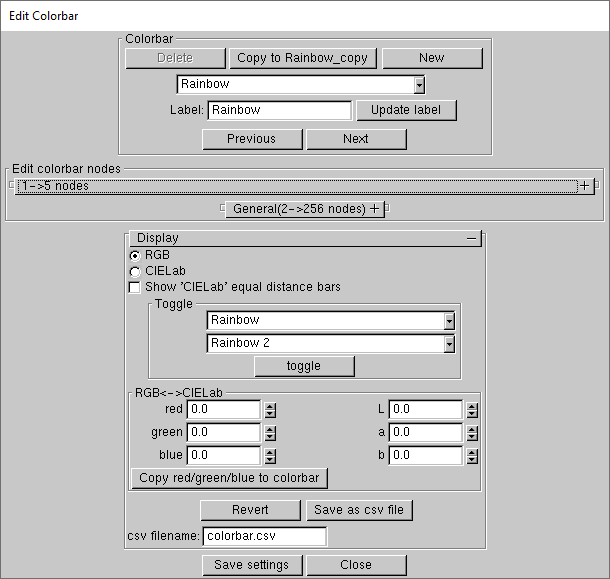 Edit Colorbar
Colorbar
Delete Copy to Rainbow_copy New
Rainbow
Label: Rainbow Update label
Previous Next
Edit colorbar nodes
1->5 nodes +
General(2->256 nodes) +
Display −
RGB
CIELab
Show 'CIELab' equal distance bars
Toggle
Rainbow
Rainbow 2
toggle
RGB<->CIELab
red 0.0 L 0.0
green 0.0 a 0.0
blue 0.0 b 0.0
Copy red/green/blue to colorbar
Revert Save as csv file
csv filename: colorbar.csv
Save settings Close